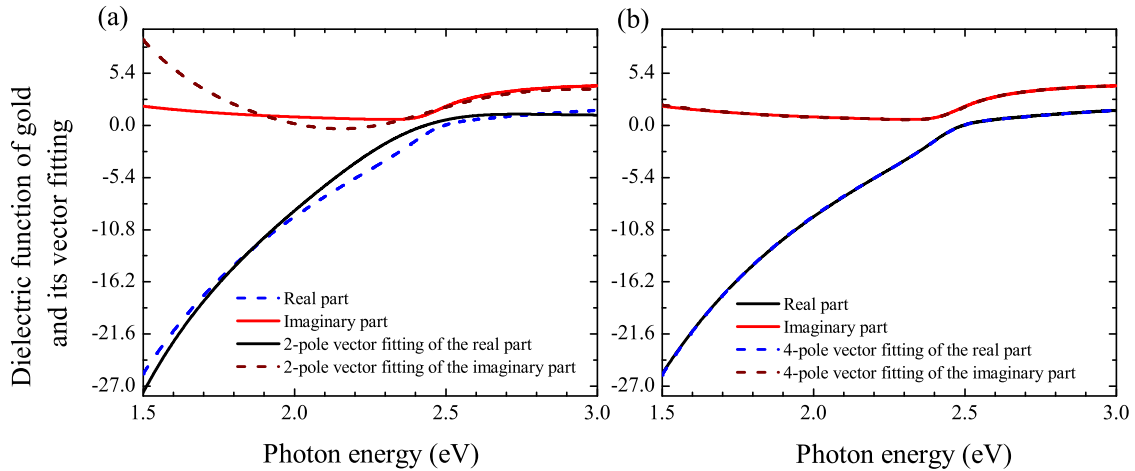 (a)
(b)
Dielectric function of gold
and its vector fitting
5.4
0.0
-5.4
-10.8
-16.2
-21.6
-27.0
Real part
Imaginary part
2-pole vector fitting of the real part
2-pole vector fitting of the imaginary part
1.5
2.0
2.5
3.0
Photon energy (eV)
5.4
0.0
-5.4
-10.8
-16.2
-21.6
-27.0
Real part
Imaginary part
4-pole vector fitting of the real part
4-pole vector fitting of the imaginary part
1.5
2.0
2.5
3.0
Photon energy (eV)